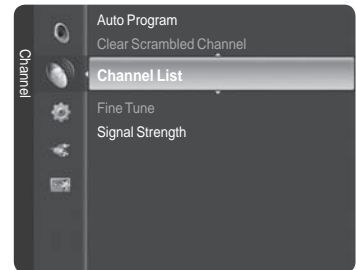 Channel
Auto Program
Clear Scrambled Channel
Channel List
Fine Tune
Signal Strength